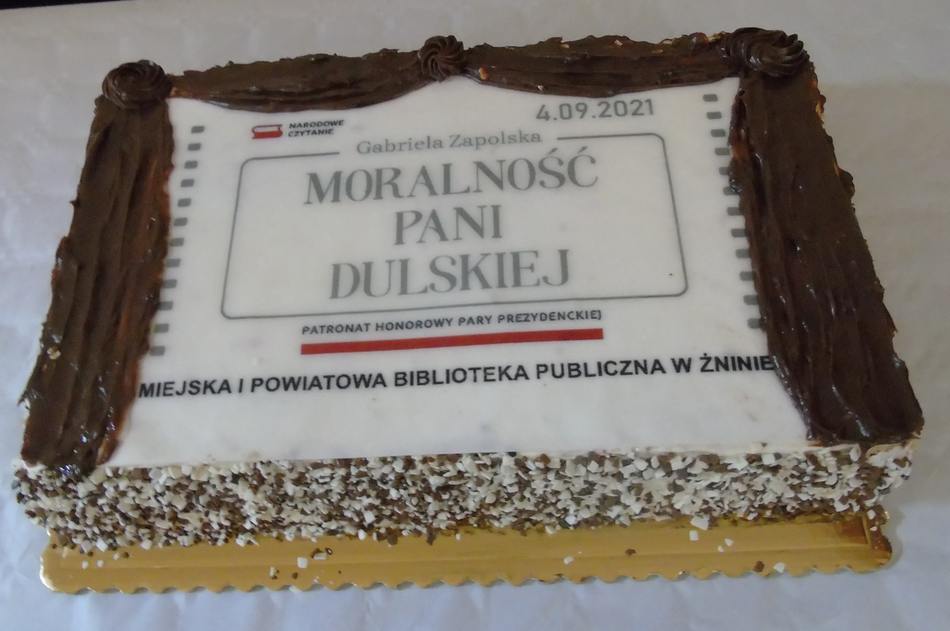 4.09.2021
NARODOWE
CZYTANIE
Gabriela Zapolska
MORALNOŚĆ
PANI
DULSKIEJ
PATRONAT HONOROWY PARY PREZYDENCKIEJ
MIEJSKA I POWIATOWA BIBLIOTEKA PUBLICZNA W ŻNINIE